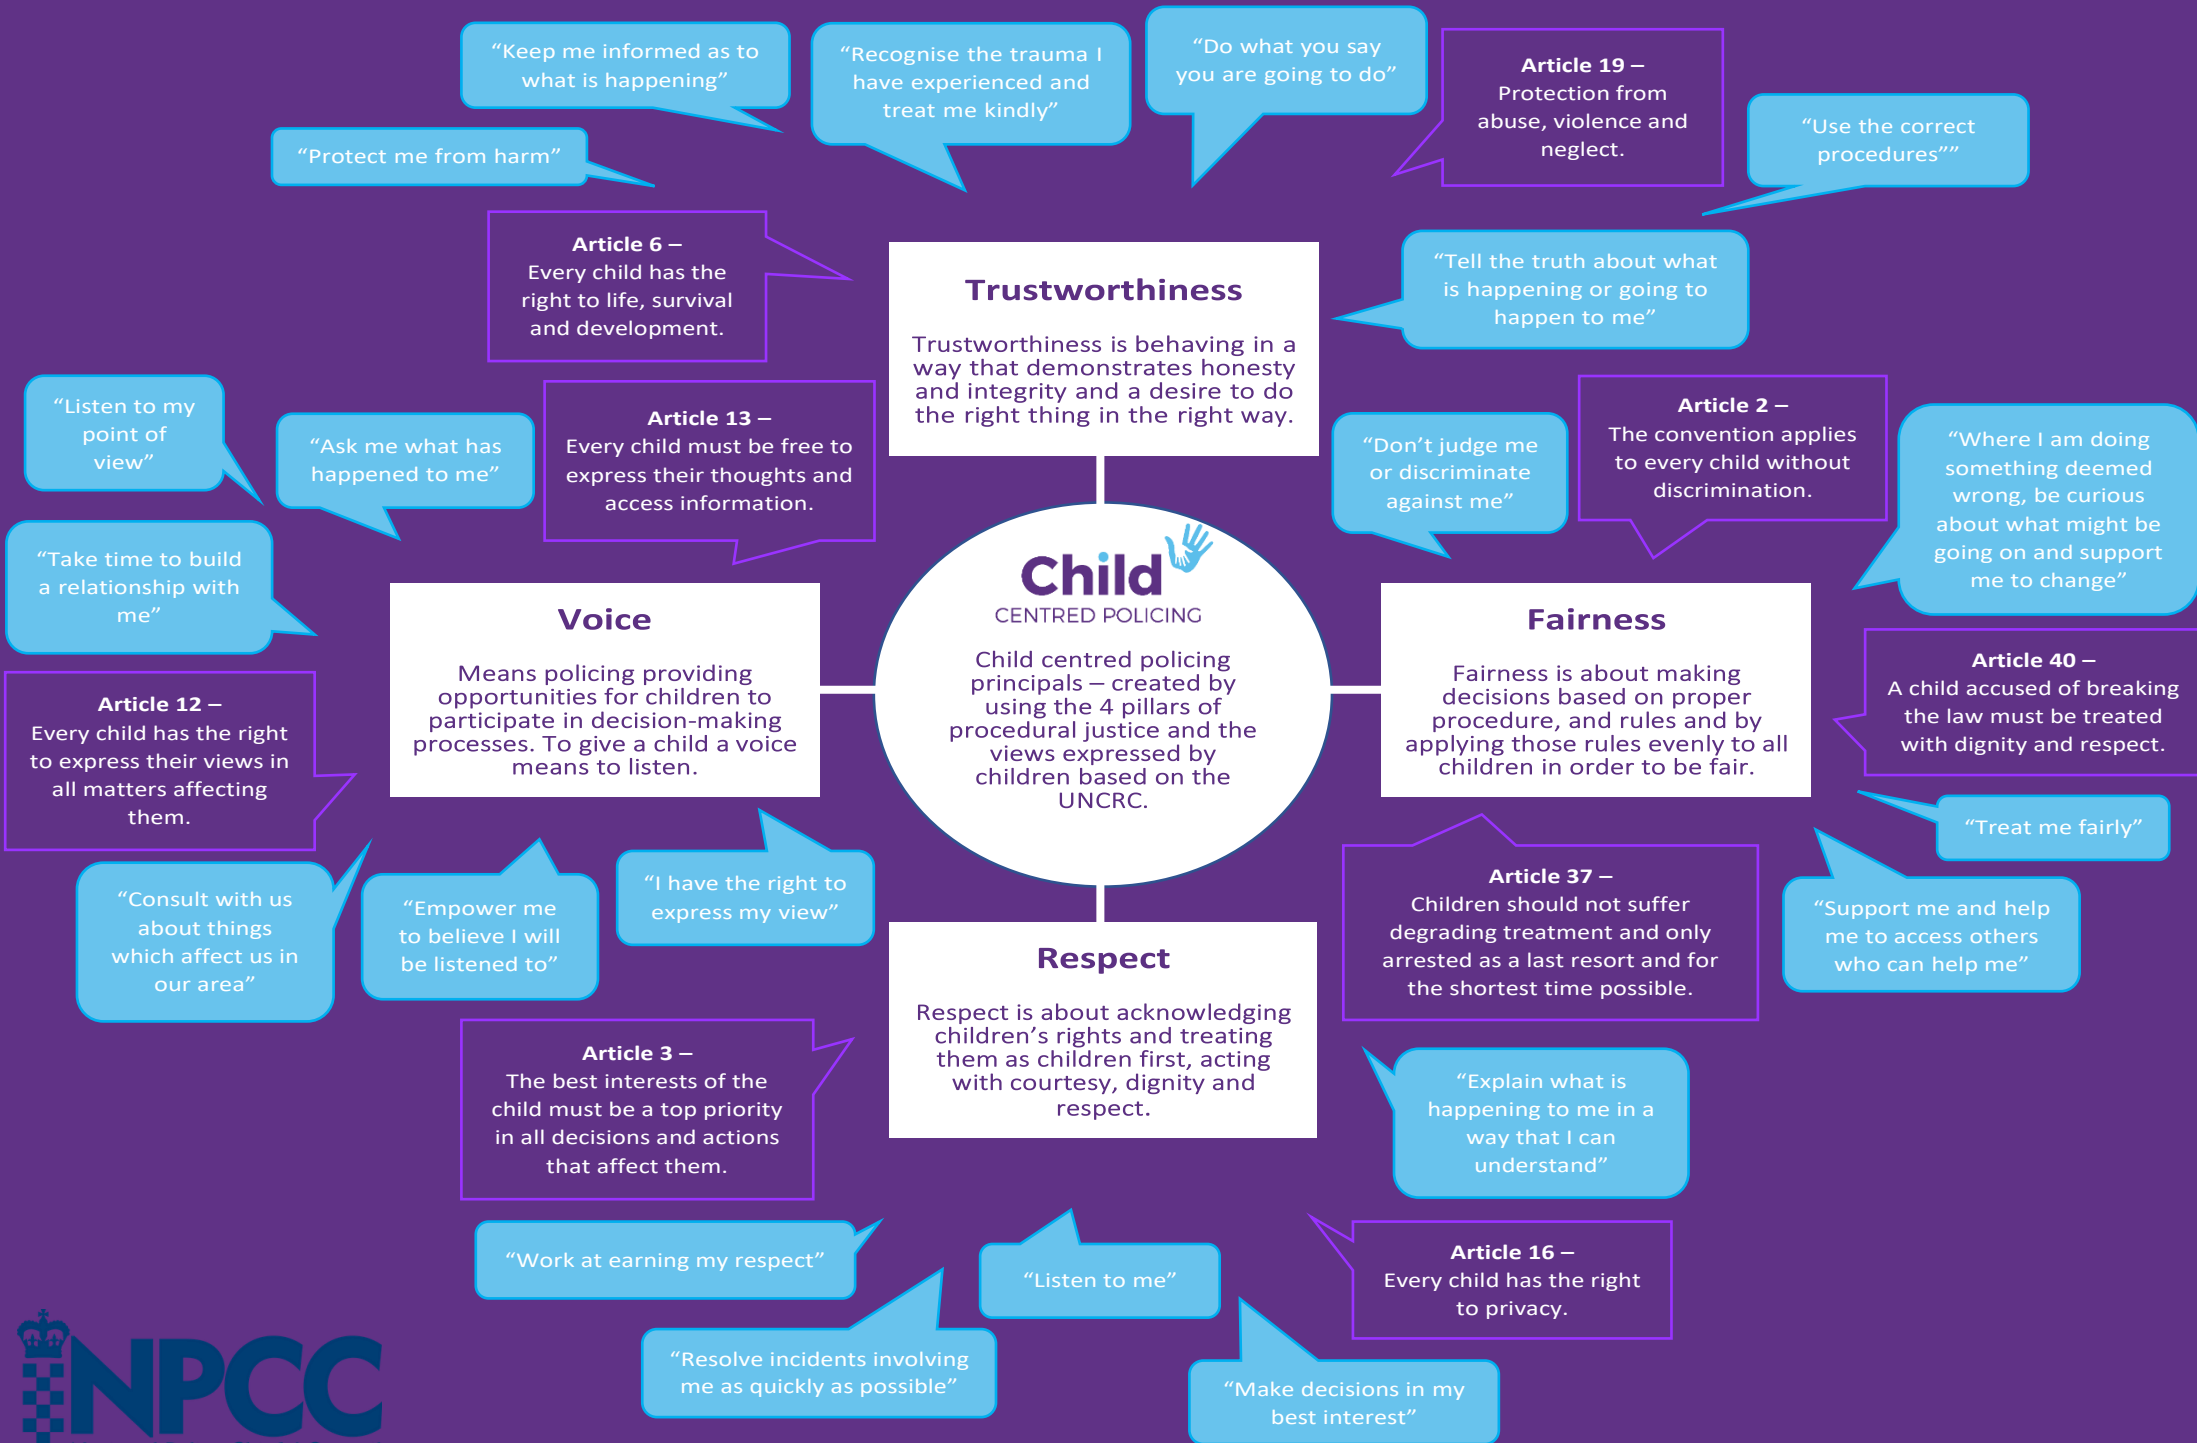 “Keep me informed as to
what is happening”
“Recognise the trauma I
have experienced and
treat me kindly”
“Do what you say
you are going to do”
Article 19 –
Protection from
abuse, violence and
neglect.
“Use the correct
procedures””
“Protect me from harm”
Article 6 –
Every child has the
right to life, survival
and development.
Trustworthiness
Trustworthiness is behaving in a
way that demonstrates honesty
and integrity and a desire to do
the right thing in the right way.
“Tell the truth about what
is happening or going to
happen to me”
“Listen to my
point of
view”
“Ask me what has
happened to me”
Article 13 –
Every child must be free to
express their thoughts and
access information.
“Don’t judge me
or discriminate
against me”
Article 2 –
The convention applies
to every child without
discrimination.
“Where I am doing
something deemed
wrong, be curious
about what might be
going on and support
me to change”
“Take time to build
a relationship with
me”
Voice
Means policing providing
opportunities for children to
participate in decision-making
processes. To give a child a voice
means to listen.
Child
CENTRED POLICING
Child centred policing
principals – created by
using the 4 pillars of
procedural justice and the
views expressed by
children based on the
UNCRC.
Fairness
Fairness is about making
decisions based on proper
procedure, and rules and by
applying those rules evenly to all
children in order to be fair.
Article 40 –
A child accused of breaking
the law must be treated
with dignity and respect.
Article 12 –
Every child has the right
to express their views in
all matters affecting
them.
“Treat me fairly”
“Consult with us
about things
which affect us in
our area”
“Empower me
to believe I will
be listened to”
“I have the right to
express my view”
Article 37 –
Children should not suffer
degrading treatment and only
arrested as a last resort and for
the shortest time possible.
“Support me and help
me to access others
who can help me”
Respect
Respect is about acknowledging
children’s rights and treating
them as children first, acting
with courtesy, dignity and
respect.
Article 3 –
The best interests of the
child must be a top priority
in all decisions and actions
that affect them.
“Explain what is
happening to me in a
way that I can
understand”
“Work at earning my respect”
“Listen to me”
Article 16 –
Every child has the right
to privacy.
“Resolve incidents involving
me as quickly as possible”
“Make decisions in my
best interest”
NPCC